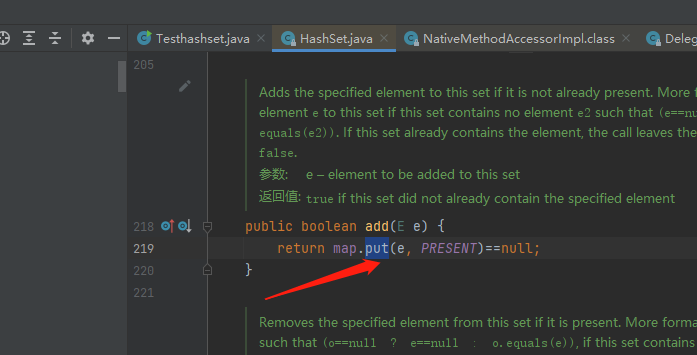 Testhashset.java HashSet.java NativeMethodAccessorImpl.class Deleg
205
Adds the specified element to this set if it is not already present. More f
element e to this set if this set contains no element e2 such that (e==nu
equals(e2)). If this set already contains the element, the call leaves the
false.
参数: e – element to be added to this set
返回值: true if this set did not already contain the specified element
218 public boolean add(E e) {
219 return map.put(e, PRESENT)==null;
220 }
221
Removes the specified element from this set if it is present. More forma
such that (o==null ? e==null : o.equals(e)), if this set contains